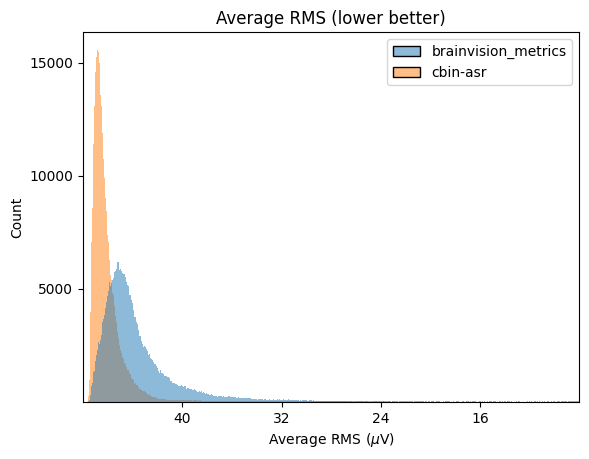 Average RMS (lower better)
brainvision_metrics
cbin-asr
15000
10000
5000
Count
40 32 24 16
Average RMS (μV)